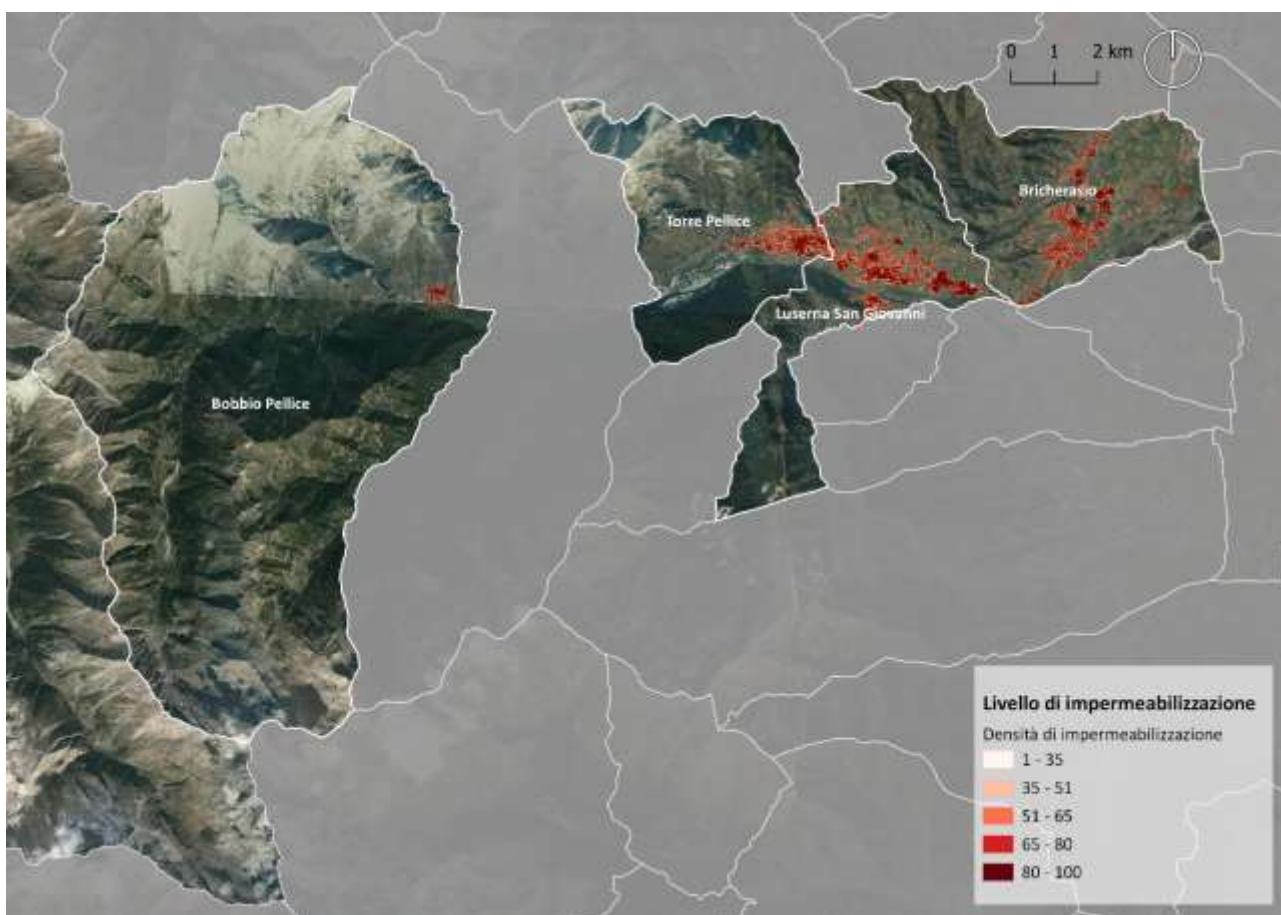 0 1 2 km
Bricherasio
Torre Pellice
Luserna San Giovanni
Bobbio Pellice
Livello di impermeabilizzazione
Densità di impermeabilizzazione
1 - 35
35 - 51
51 - 65
65 - 80
80 - 100